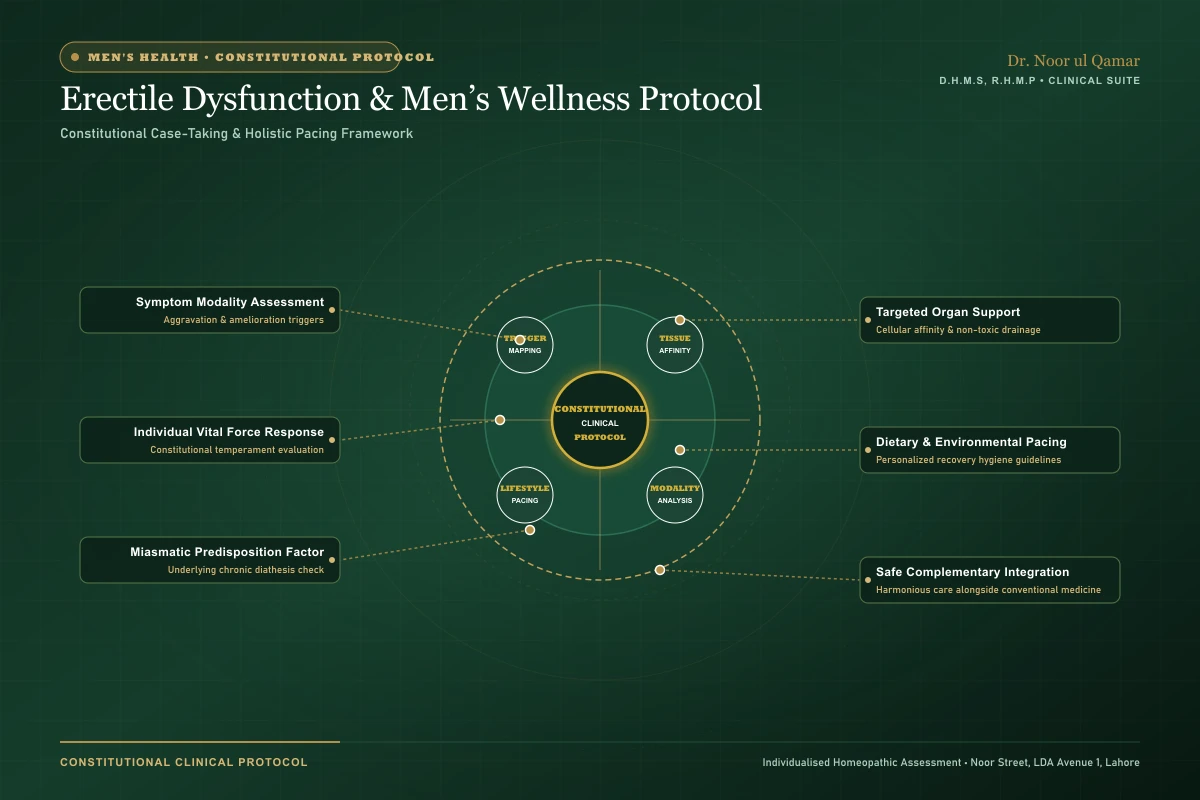 MEN'S HEALTH • CONSTITUTIONAL PROTOCOL
Erectile Dysfunction & Men's Wellness Protocol
Constitutional Case-Taking & Holistic Pacing Framework
Dr. Noor ul Qamar
D.H.M.S, R.H.M.P • CLINICAL SUITE
Symptom Modality Assessment
Aggravation & amelioration triggers
Individual Vital Force Response
Constitutional temperament evaluation
Miasmatic Predisposition Factor
Underlying chronic diathesis check
TRIGGER
MAPPING
TISSUE
AFFINITY
CONSTITUTIONAL
CLINICAL
PROTOCOL
LIFESTYLE
PACING
MODALITY
ANALYSIS
Targeted Organ Support
Cellular affinity & non-toxic drainage
Dietary & Environmental Pacing
Personalized recovery hygiene guidelines
Safe Complementary Integration
Harmonious care alongside conventional medicine
CONSTITUTIONAL CLINICAL PROTOCOL
Individualised Homeopathic Assessment • Noor Street, LDA Avenue 1, Lahore